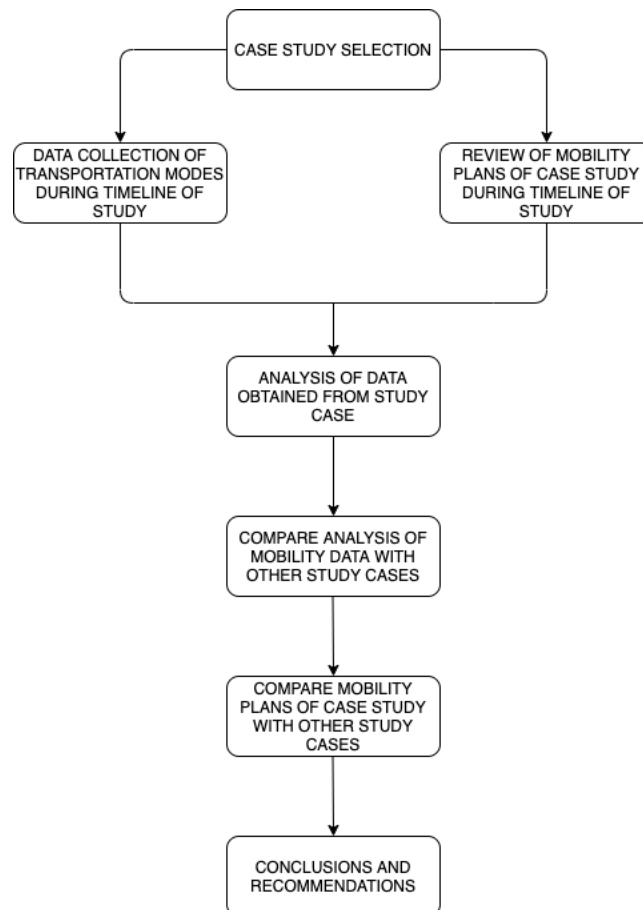 CASE STUDY SELECTION
DATA COLLECTION OF
TRANSPORTATION MODES
DURING TIMELINE OF
STUDY
REVIEW OF MOBILITY
PLANS OF CASE STUDY
DURING TIMELINE OF
STUDY
ANALYSIS OF DATA
OBTAINED FROM STUDY
CASE
COMPARE ANALYSIS OF
MOBILITY DATA WITH
OTHER STUDY CASES
COMPARE MOBILITY
PLANS OF CASE STUDY
WITH OTHER STUDY
CASES
CONCLUSIONS AND
RECOMMENDATIONS